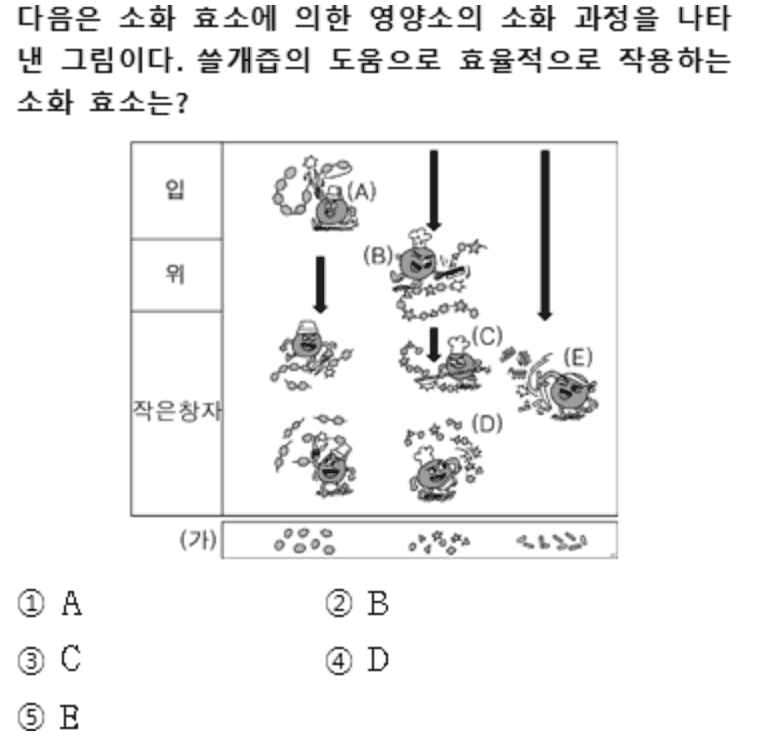 다음은 소화 효소에 의한 영양소의 소화 과정을 나타
낸 그림이다. 쓸개즙의 도움으로 효율적으로 작용하는
소화 효소는?
입
(A)
(B)
위
(C)
(E)
작은창자
(D)
(가)
① A
② B
③ C
④ D
⑤ E